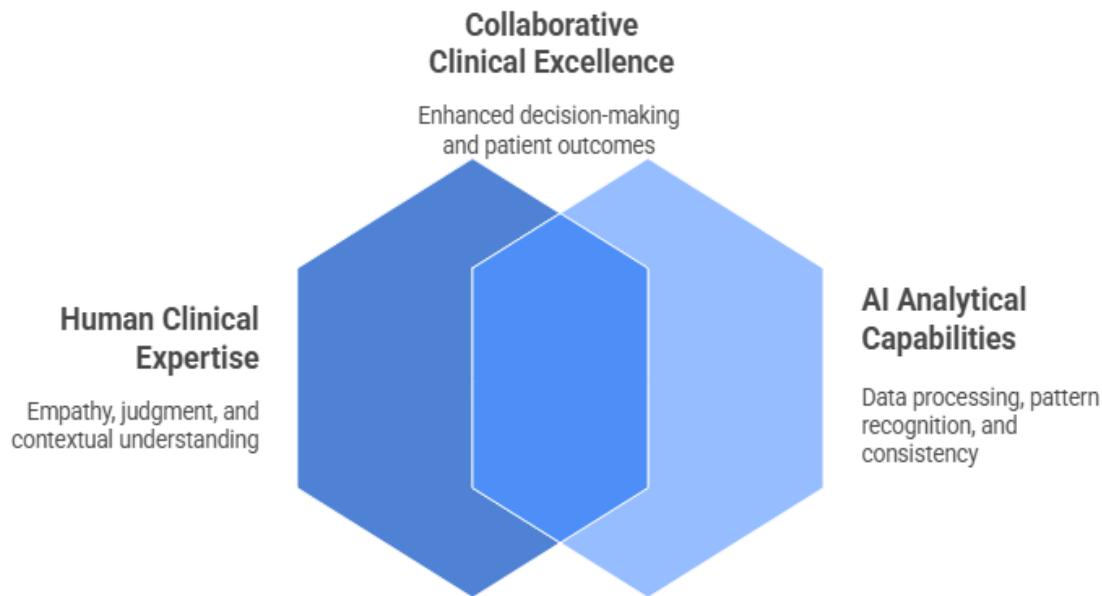 Collaborative
Clinical Excellence
Enhanced decision-making
and patient outcomes
Human Clinical
Expertise
Empathy, judgment, and
contextual understanding
AI Analytical
Capabilities
Data processing, pattern
recognition, and
consistency